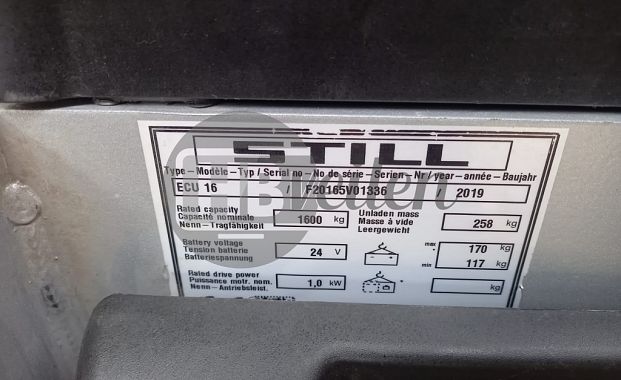 STILL
Type – Modèle – Typ / Serial no – No de série – Serien – Nr / year – année – Baujahr
ECU 16 / F20165V01336 / 2019
Rated capacity
Capacité nominale
Nenn – Tragfähigkeit
1600 kg
Unladen mass
Masse à vide
Leergewicht
258 kg
Battery voltage
Tension batterie
Batteriespannung
24 V
max 170 kg
min 117 kg
Rated drive power
Puissance motr. nom.
Nenn – Antriebsleist.
1,0 kW
kg
Veiten